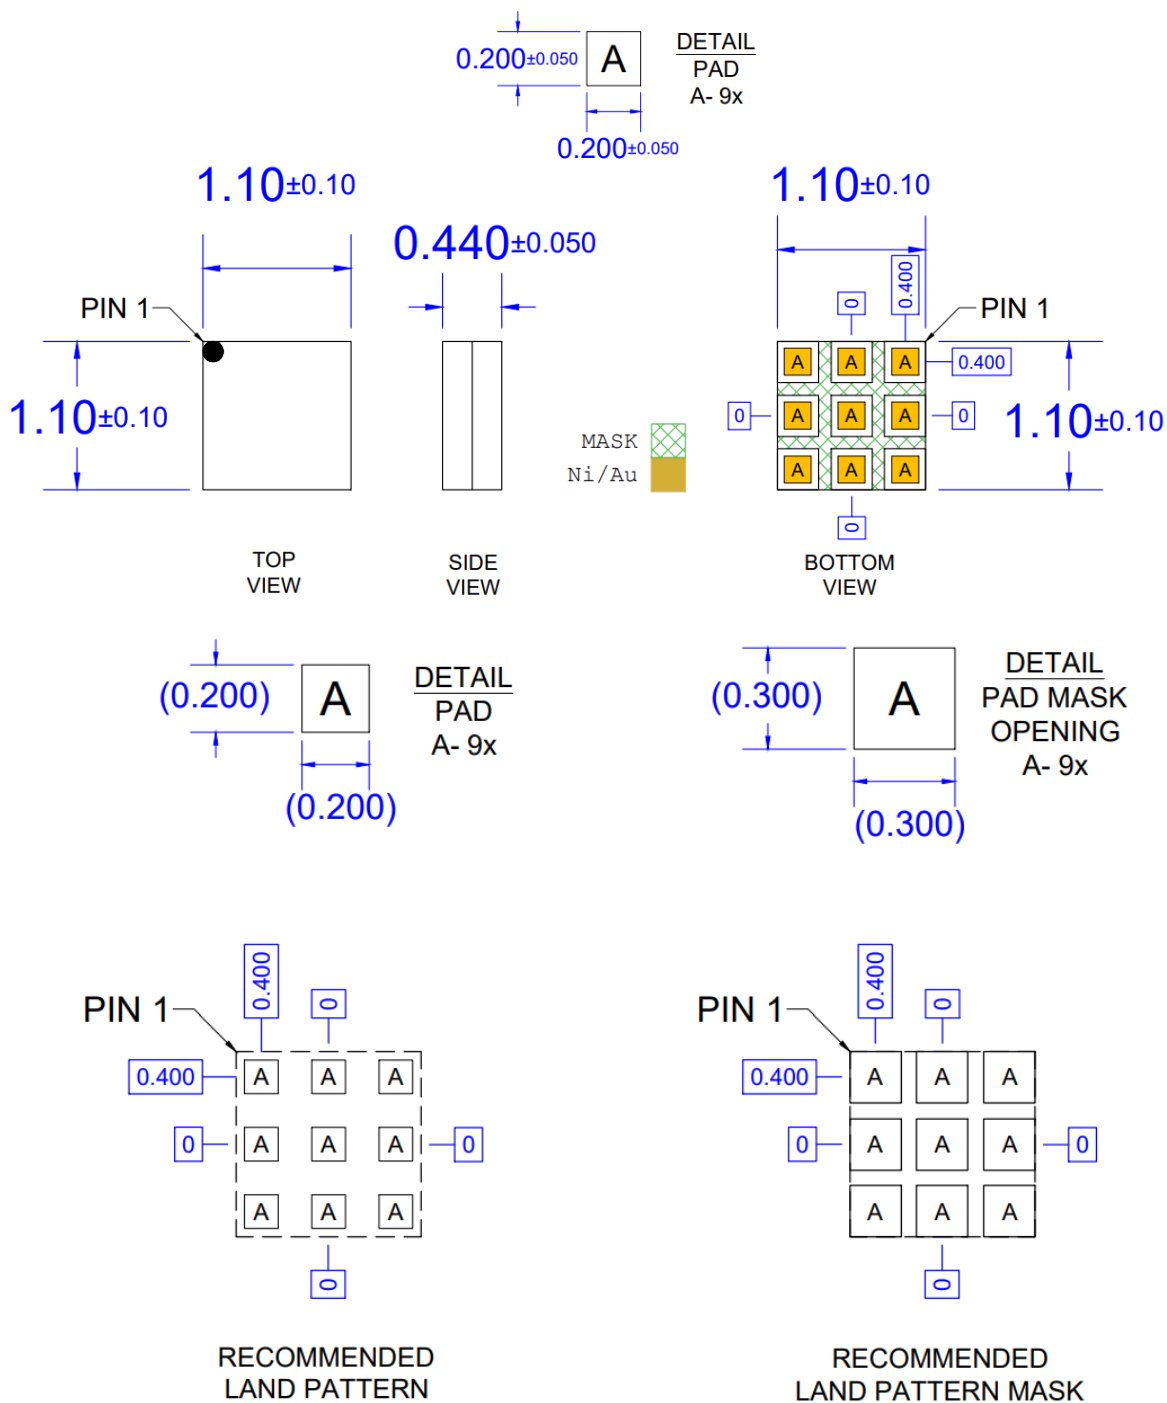 DETAIL
PAD
A- 9x
0.200±0.050
A
0.200±0.050
1.10±0.10
0.440±0.050
1.10±0.10
PIN 1
1.10±0.10
0
0.400
PIN 1
0.400
A A A
0 A A A 0
A A A
0
1.10±0.10
MASK
Ni/Au
TOP
VIEW
SIDE
VIEW
BOTTOM
VIEW
(0.200)
A
(0.200)
DETAIL
PAD
A- 9x
(0.300)
A
(0.300)
DETAIL
PAD MASK
OPENING
A- 9x
0.400
0
PIN 1
0.400 A A A
0 A A A 0
A A A
0
RECOMMENDED
LAND PATTERN
0.400
0
PIN 1
0.400 A A A
0 A A A 0
A A A
0
RECOMMENDED
LAND PATTERN MASK